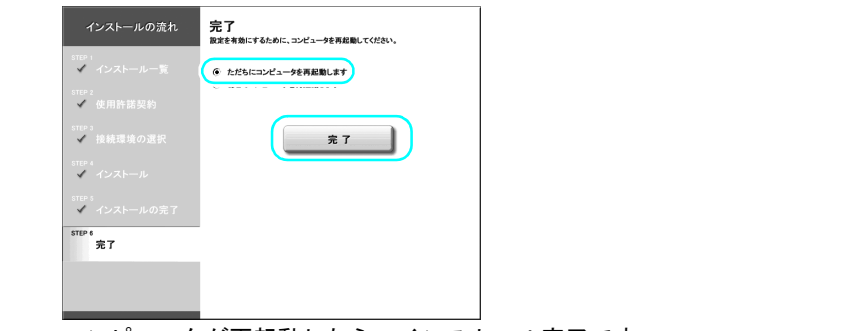 インストールの流れ
STEP 1
インストール一覧
STEP 2
使用許諾契約
STEP 3
接続環境の選択
STEP 4
インストール
STEP 5
インストールの完了
STEP 6
完了
完了
設定を有効にするために、コンピュータを再起動してください。
ただちにコンピュータを再起動します
完了